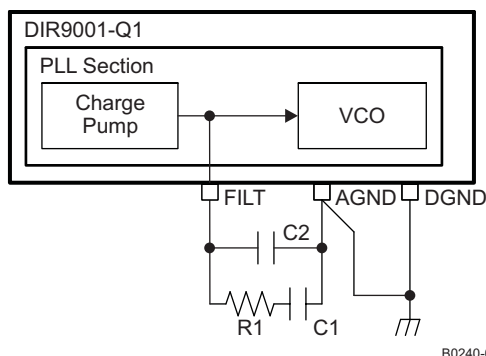 DIR9001-Q1
PLL Section
Charge
Pump
VCO
FILT
AGND
DGND
C2
R1
C1